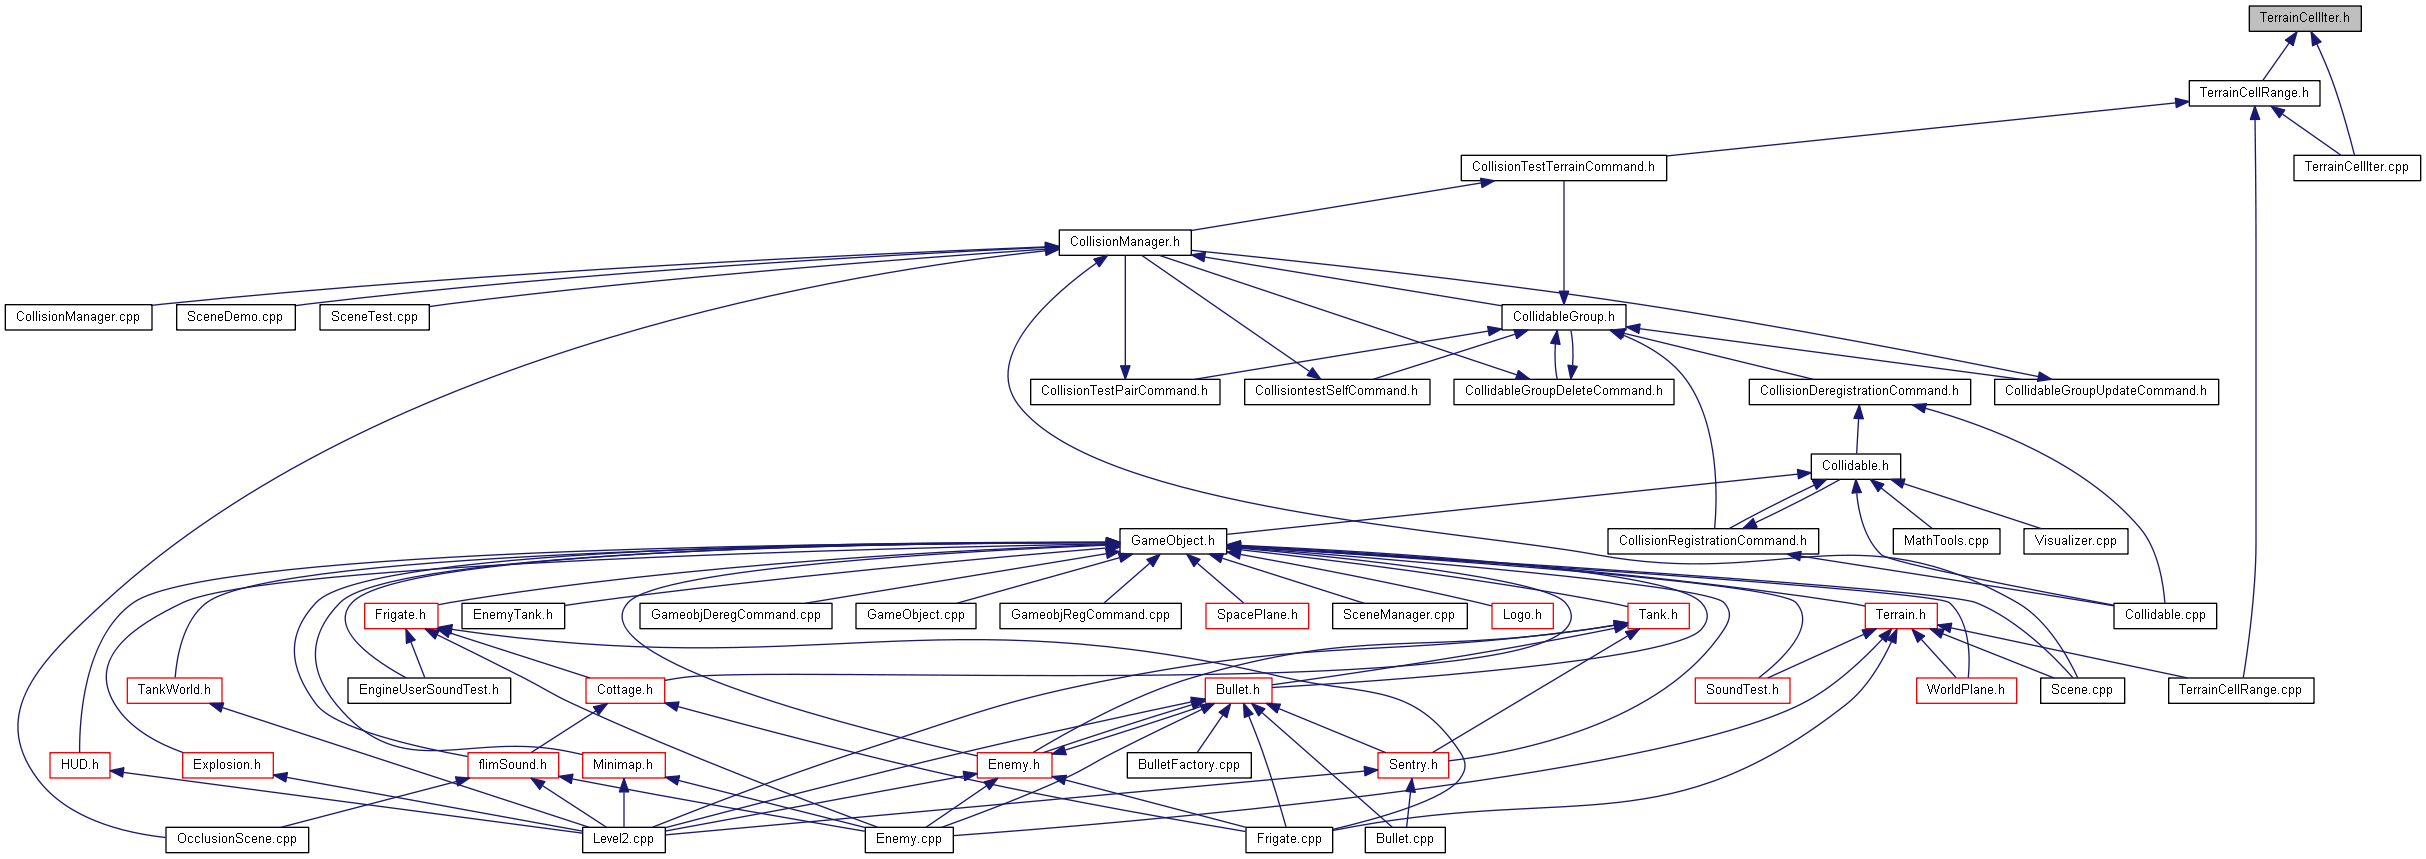 TerrainCellIter.h
TerrainCellRange.h
CollisionTestTerrainCommand.h
TerrainCellIter.cpp
CollisionManager.h
CollisionManager.cpp
SceneDemo.cpp
SceneTest.cpp
CollidableGroup.h
CollisionTestPairCommand.h
CollisiontestSelfCommand.h
CollidableGroupDeleteCommand.h
CollisionDeregistrationCommand.h
CollidableGroupUpdateCommand.h
Collidable.h
GameObject.h
CollisionRegistrationCommand.h
MathTools.cpp
Visualizer.cpp
Frigate.h
EnemyTank.h
GameobjDeregCommand.cpp
GameObject.cpp
GameobjRegCommand.cpp
SpacePlane.h
SceneManager.cpp
Logo.h
Tank.h
Terrain.h
Collidable.cpp
TankWorld.h
EngineUserSoundTest.h
Cottage.h
Bullet.h
SoundTest.h
WorldPlane.h
Scene.cpp
TerrainCellRange.cpp
HUD.h
Explosion.h
flimSound.h
Minimap.h
Enemy.h
BulletFactory.cpp
Sentry.h
OcclusionScene.cpp
Level2.cpp
Enemy.cpp
Frigate.cpp
Bullet.cpp